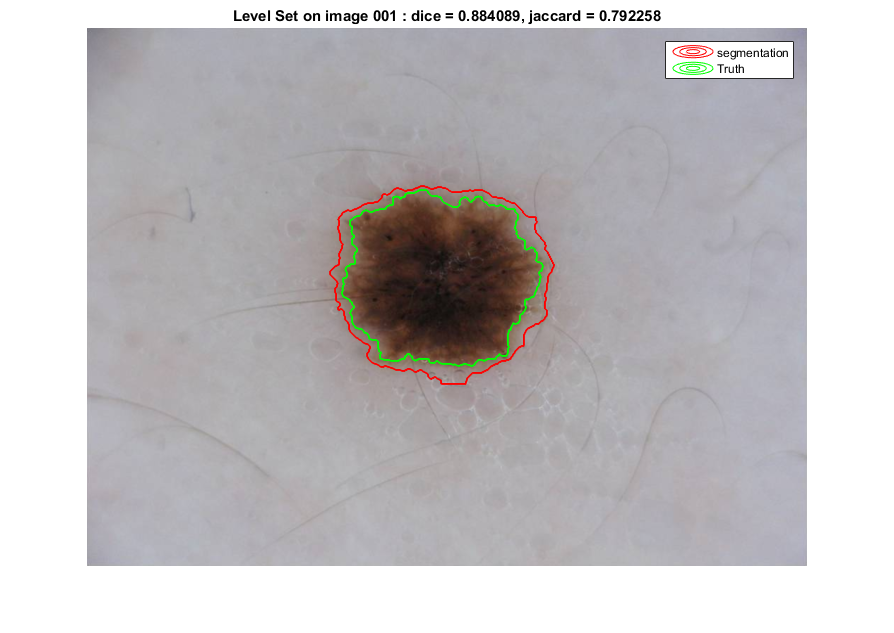 Level Set on image 001 : dice = 0.884089, jaccard = 0.792258
segmentation
Truth